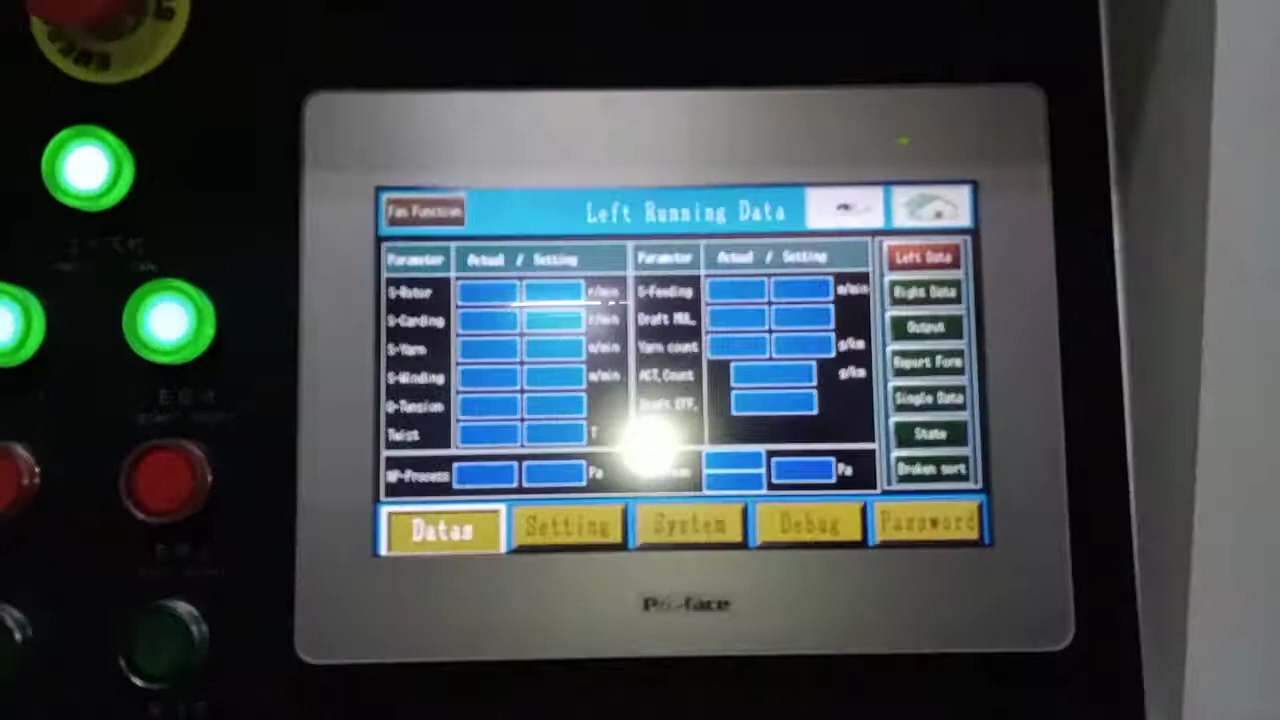 Fan Function
Left Running Data
Parameter Actual / Setting Parameter Actual / Setting Left Data
S-Rotor r/min S-Feeding m/min Right Data
S-Carding r/min Draft MUL. Output
S-Yarn m/min Yarn count g/km Report Form
S-Winding m/min ACT.Count g/km Single Data
D-Tension Draft EFF. State
Twist T
NP-Process Pa Pa Broken sort
Datas Setting System Debug Password
Pro-face